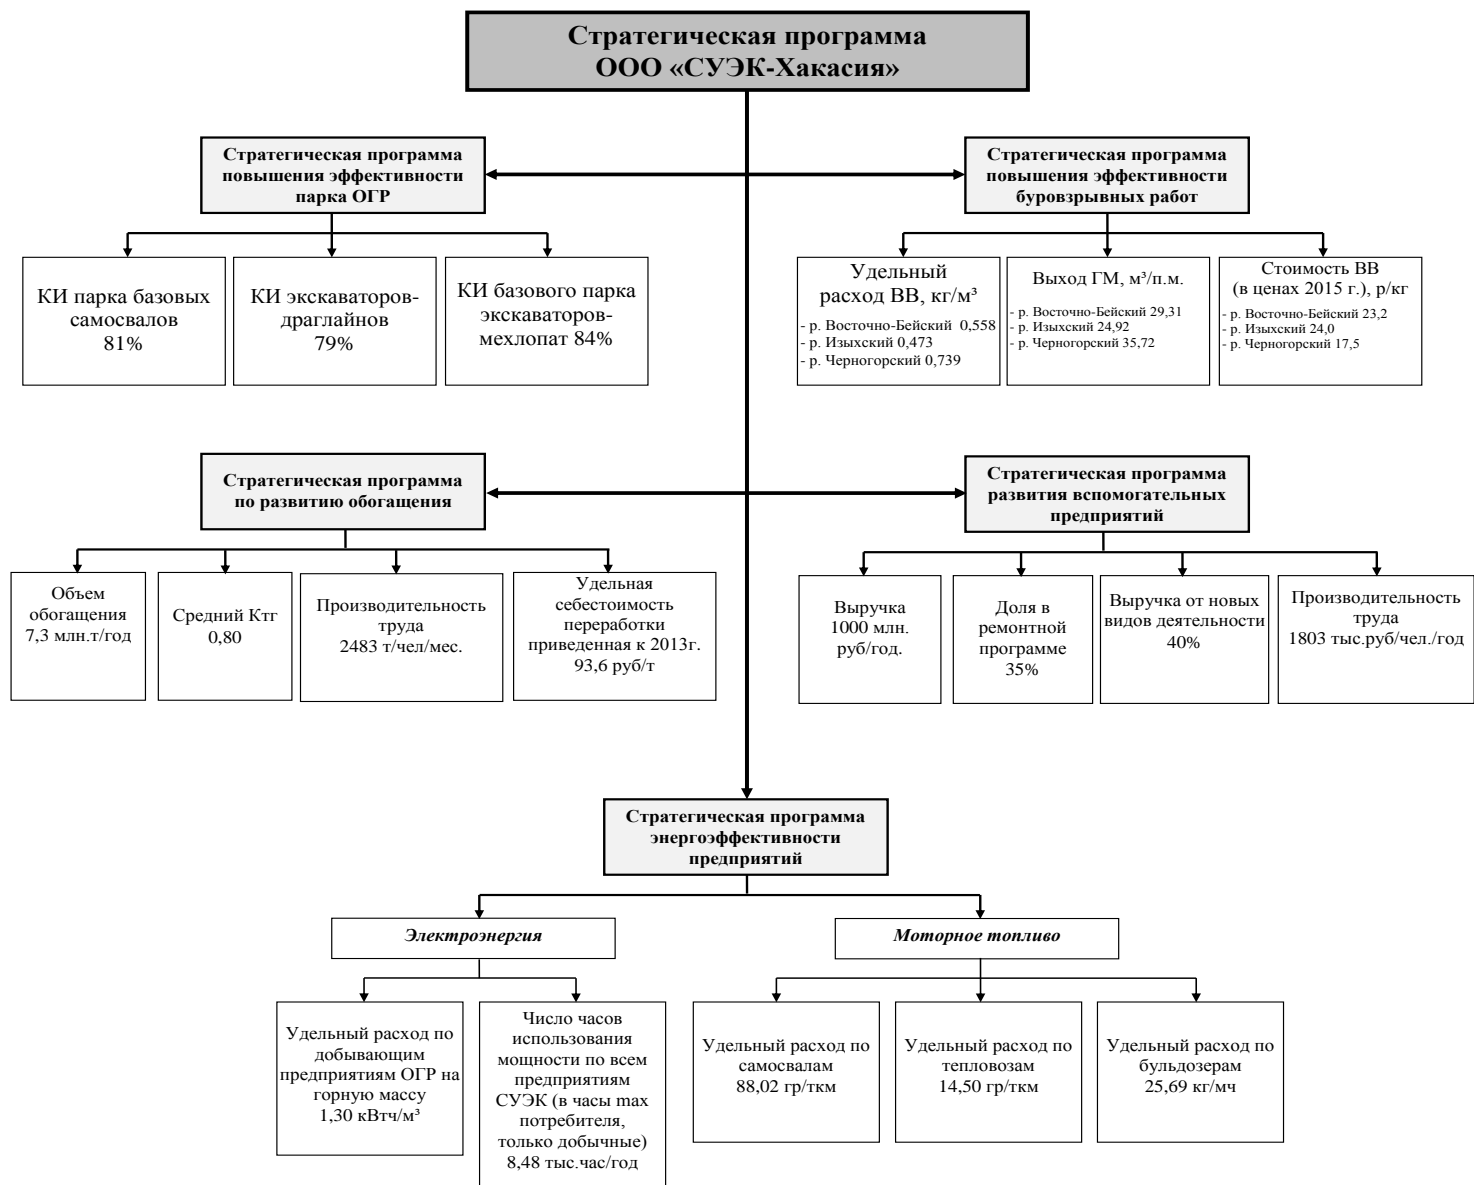 Стратегическая программа
ООО «СУЭК-Хакасия»
Стратегическая программа
повышения эффективности
парка ОГР
Стратегическая программа
повышения эффективности
буровзрывных работ
КИ парка базовых
самосвалов
81%
КИ экскаваторов-
драглайнов
79%
КИ базового парка
экскаваторов-
мехлопат 84%
Удельный
расход ВВ, кг/м³
- р. Восточно-Бейский 0,558
- р. Изыхский 0,473
- р. Черногорский 0,739
Выход ГМ, м³/п.м.
- р. Восточно-Бейский 29,31
- р. Изыхский 24,92
- р. Черногорский 35,72
Стоимость ВВ
(в ценах 2015 г.), р/кг
- р. Восточно-Бейский 23,2
- р. Изыхский 24,0
- р. Черногорский 17,5
Стратегическая программа
по развитию обогащения
Стратегическая программа
развития вспомогательных
предприятий
Объем
обогащения
7,3 млн.т/год
Средний Ктг
0,80
Производительность
труда
2483 т/чел/мес.
Удельная
себестоимость
переработки
приведенная к 2013г.
93,6 руб/т
Выручка
1000 млн.
руб/год.
Доля в
ремонтной
программе
35%
Выручка от новых
видов деятельности
40%
Производительность
труда
1803 тыс.руб/чел./год
Стратегическая программа
энергоэффективности
предприятий
Электроэнергия
Моторное топливо
Удельный расход по
добывающим
предприятиям ОГР на
горную массу
1,30 кВтч/м³
Число часов
использования
мощности по всем
предприятиям
СУЭК (в часы max
потребителя,
только добычные)
8,48 тыс.час/год
Удельный расход по
самосвалам
88,02 гр/ткм
Удельный расход по
тепловозам
14,50 гр/ткм
Удельный расход по
бульдозерам
25,69 кг/мч